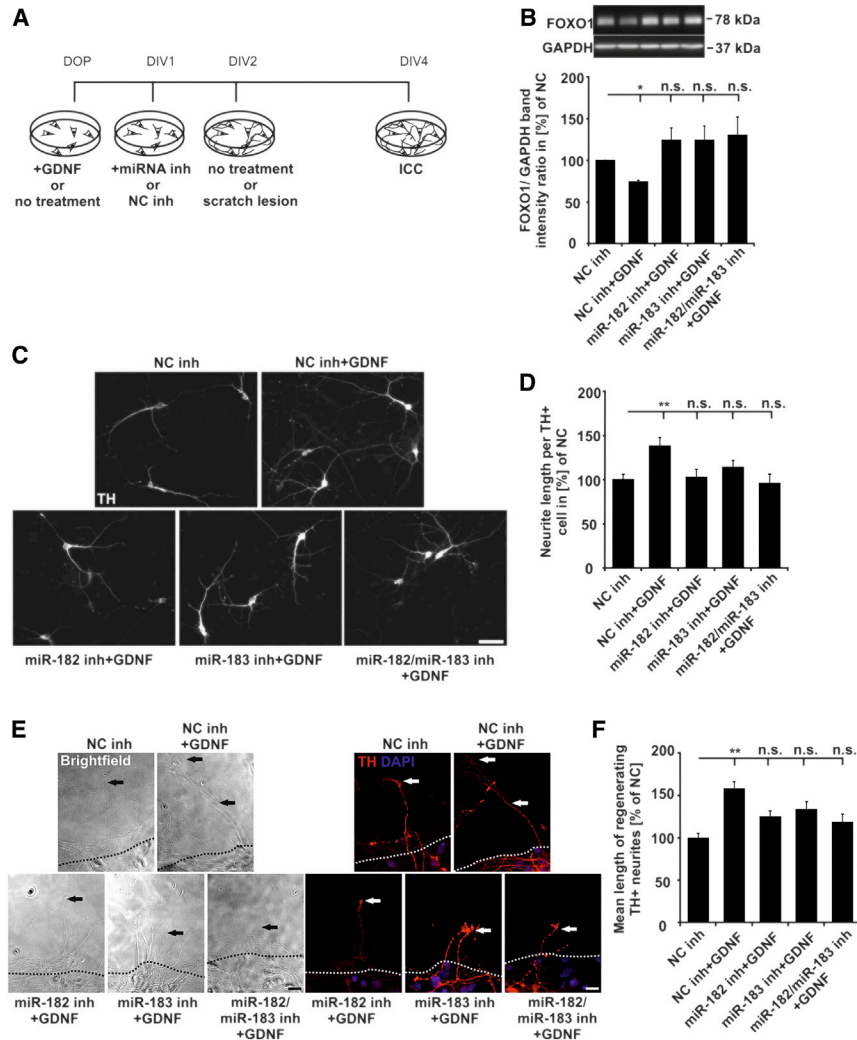 A
DOP DIV1 DIV2 DIV4
+GDNF
or
no treatment
+miRNA inh
or
NC inh
no treatment
or
scratch lesion
ICC
B
FOXO1
GAPDH
-78 kDa
-37 kDa
FOXO1/ GAPDH band
intensity ratio in [%] of NC
200
150
100
50
0
* n.s. n.s. n.s.
NC inh
NC inh+GDNF
miR-182 inh+GDNF
miR-183 inh+GDNF
miR-182/miR-183 inh
+GDNF
C
NC inh
NC inh+GDNF
TH
miR-182 inh+GDNF
miR-183 inh+GDNF
miR-182/miR-183 inh
+GDNF
D
Neurite length per TH+
cell in [%] of NC
200
150
100
50
0
** n.s. n.s. n.s.
NC inh
NC inh+GDNF
miR-182 inh+GDNF
miR-183 inh+GDNF
miR-182/miR-183 inh
+GDNF
E
NC inh
NC inh
+GDNF
Brightfield
NC inh
NC inh
+GDNF
TH DAPI
miR-182 inh
+GDNF
miR-183 inh
+GDNF
miR-182/
miR-183 inh
+GDNF
miR-182 inh
+GDNF
miR-183 inh
+GDNF
miR-182/
miR-183 inh
+GDNF
F
Mean length of regenerating
TH+ neurites [% of NC]
200
150
100
50
0
** n.s. n.s. n.s.
NC inh
NC inh+GDNF
miR-182 inh+GDNF
miR-183 inh+GDNF
miR-182/miR-183 inh
+GDNF